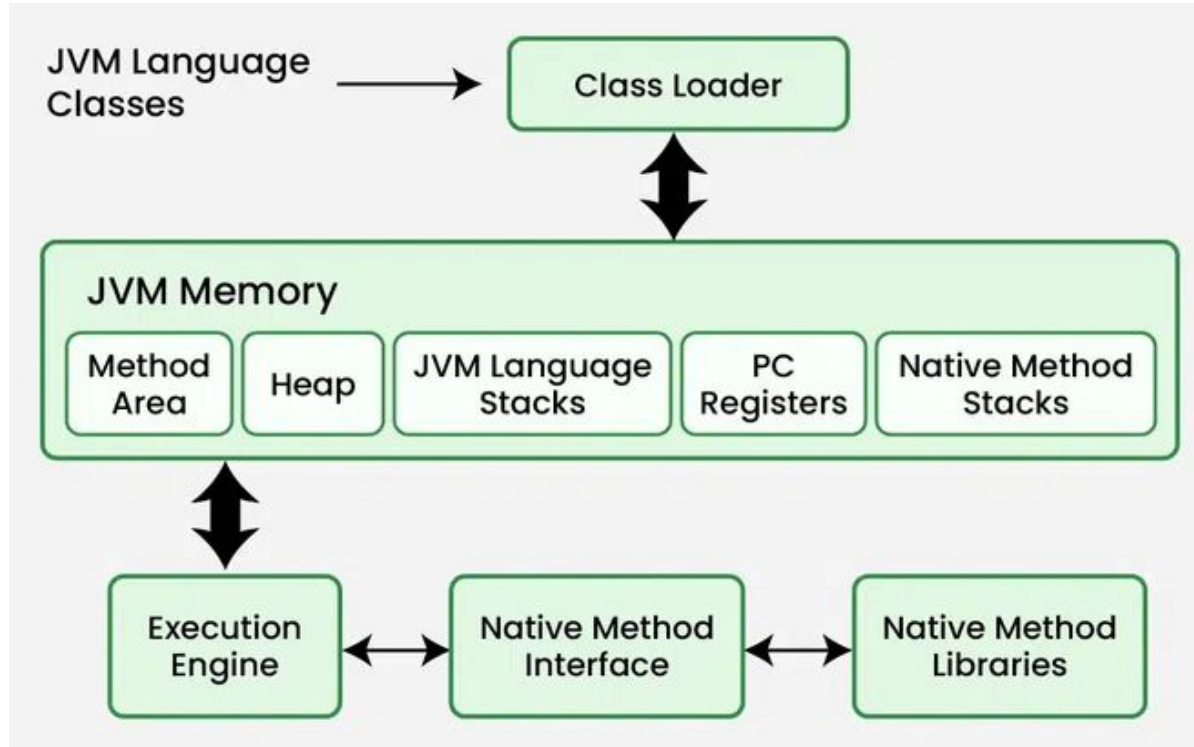 JVM Language
Classes
Class Loader
JVM Memory
Method
Area
Heap
JVM Language
Stacks
PC
Registers
Native Method
Stacks
Execution
Engine
Native Method
Interface
Native Method
Libraries